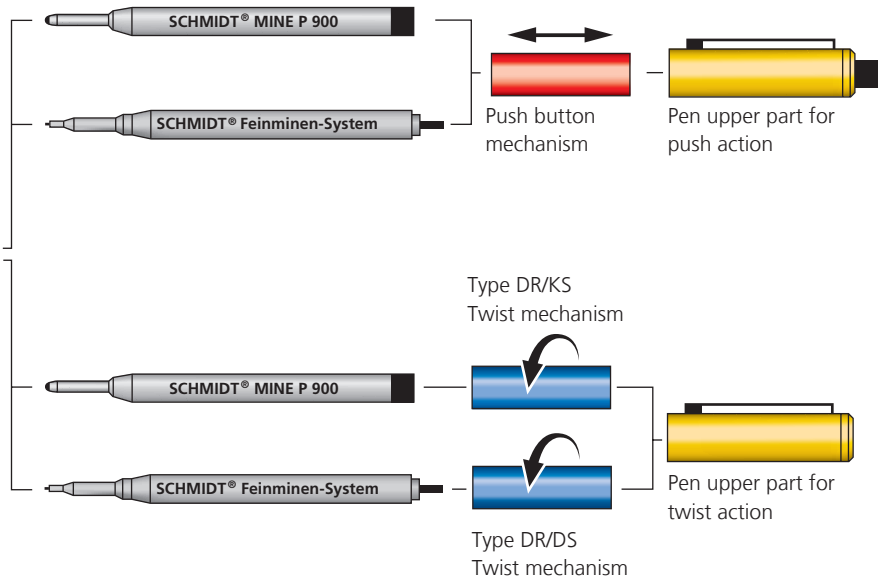 SCHMIDT® MINE P 900
SCHMIDT® Feinminen-System
Push button
mechanism
Pen upper part for
push action
Type DR/KS
Twist mechanism
SCHMIDT® MINE P 900
SCHMIDT® Feinminen-System
Pen upper part for
twist action
Type DR/DS
Twist mechanism